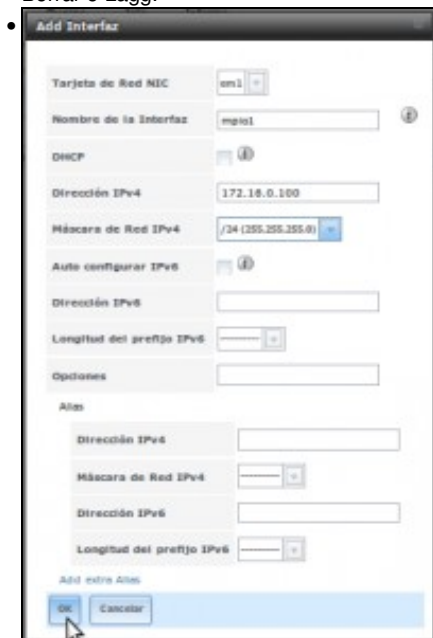 Add Interfaz
Tarjeta de Red NIC em1
Nombre de la Interfaz mpio1
DHCP
Dirección IPv4 172.16.0.100
Máscara de Red IPv4 /24 (255.255.255.0)
Auto configurar IPv6
Dirección IPv6
Longitud del prefijo IPv6 --------
Opciones
Alias
Dirección IPv4
Máscara de Red IPv4 --------
Dirección IPv6
Longitud del prefijo IPv6 --------
Add extra Alias
OK Cancelar